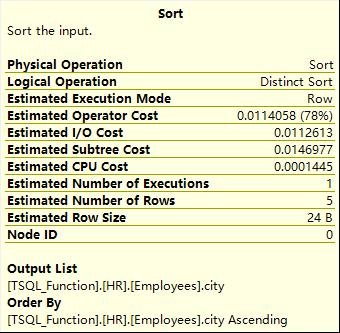 Sort
Sort the input.
Physical Operation Sort
Logical Operation Distinct Sort
Estimated Execution Mode Row
Estimated Operator Cost 0.0114058 (78%)
Estimated I/O Cost 0.0112613
Estimated Subtree Cost 0.0146977
Estimated CPU Cost 0.0001445
Estimated Number of Executions 1
Estimated Number of Rows 5
Estimated Row Size 24 B
Node ID 0
Output List
[TSQL_Function].[HR].[Employees].city
Order By
[TSQL_Function].[HR].[Employees].city Ascending